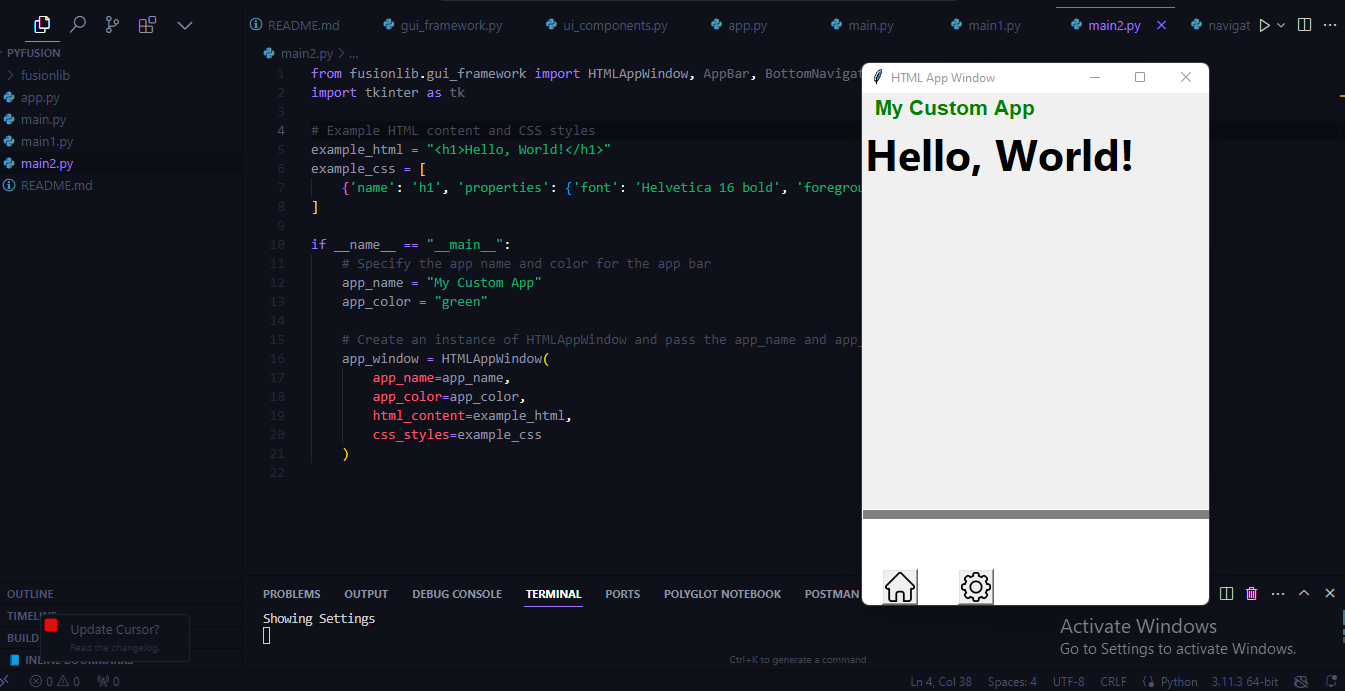 README.md
gui_framework.py
ui_components.py
app.py
main.py
main1.py
main2.py
navigat
PYFUSION
fusionlib
app.py
main.py
main1.py
main2.py
README.md
main2.py > ...
1 from fusionlib.gui_framework import HTMLAppWindow, AppBar, BottomNavigat
2 import tkinter as tk
3
4 # Example HTML content and CSS styles
5 example_html = "<h1>Hello, World!</h1>"
6 example_css = [
7 {'name': 'h1', 'properties': {'font': 'Helvetica 16 bold', 'foregrou
8 ]
9
10 if __name__ == "__main__":
11 # Specify the app name and color for the app bar
12 app_name = "My Custom App"
13 app_color = "green"
14
15 # Create an instance of HTMLAppWindow and pass the app_name and app_
16 app_window = HTMLAppWindow(
17 app_name=app_name,
18 app_color=app_color,
19 html_content=example_html,
20 css_styles=example_css
21 )
22
HTML App Window
My Custom App
Hello, World!
OUTLINE
TIMELINE
BUILD
INLINE BOOKMARKS
Update Cursor?
Read the changelog.
PROBLEMS OUTPUT DEBUG CONSOLE TERMINAL PORTS POLYGLOT NOTEBOOK POSTMAN
Showing Settings
Ctrl+K to generate a command
Activate Windows
Go to Settings to activate Windows.
0 0 0
Ln 4, Col 38 Spaces: 4 UTF-8 CRLF Python 3.11.3 64-bit